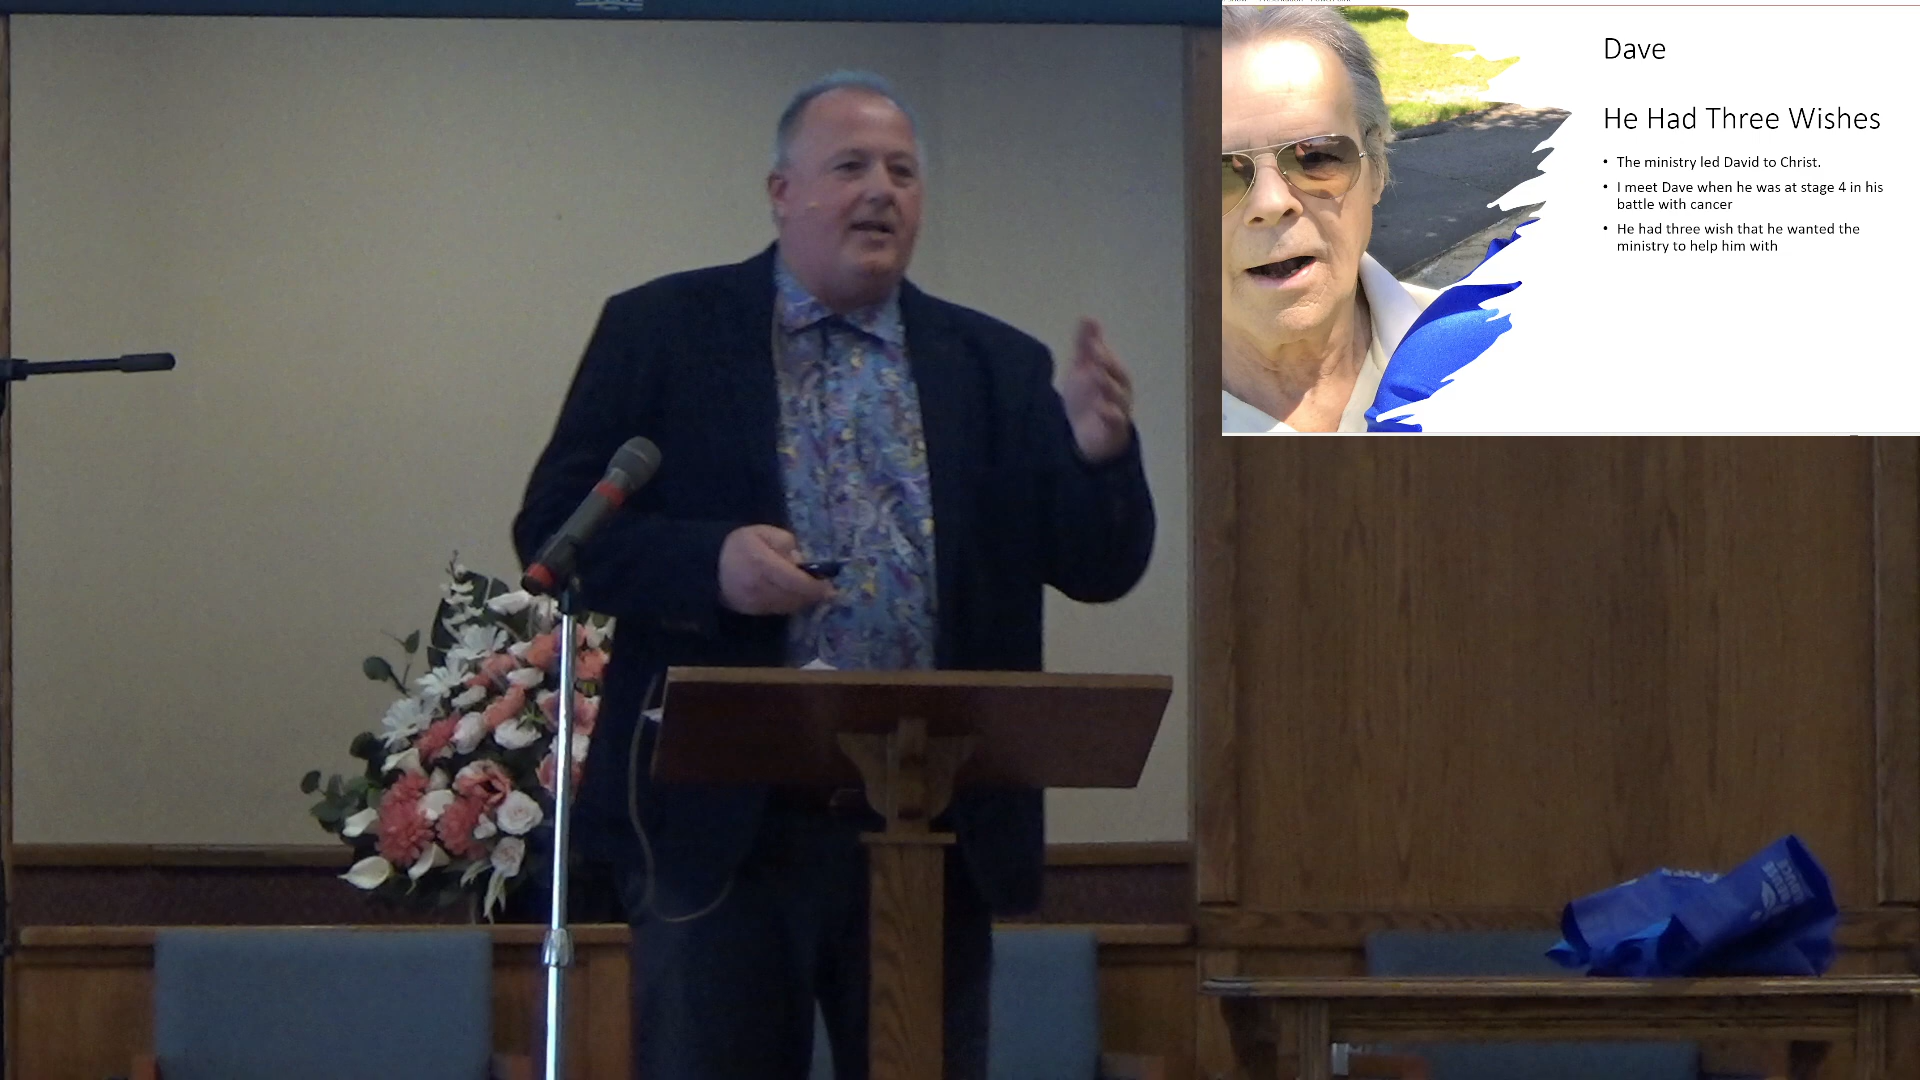 Dave
He Had Three Wishes
• The ministry led David to Christ.
• I meet Dave when he was at stage 4 in his
battle with cancer
• He had three wish that he wanted the
ministry to help him with